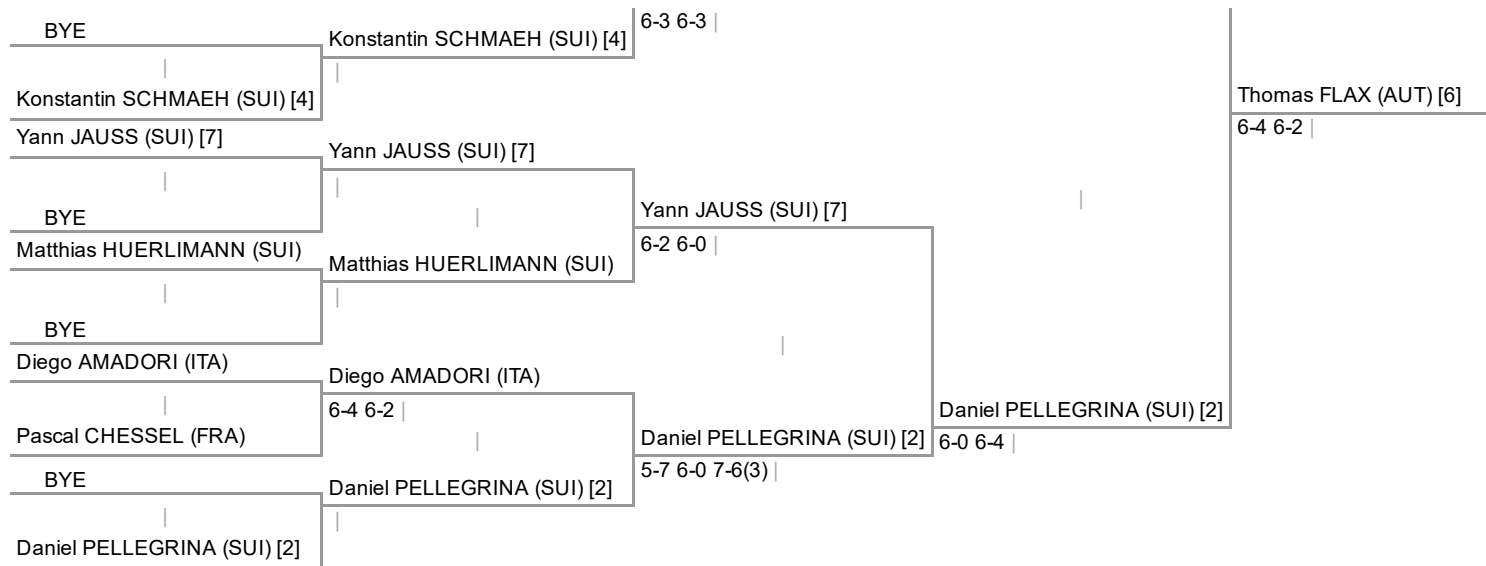 BYE
Konstantin SCHMAEH (SUI) [4]
Yann JAUSS (SUI) [7]
BYE
Matthias HUERLIMANN (SUI)
BYE
Diego AMADORI (ITA)
Pascal CHESSEL (FRA)
BYE
Daniel PELLEGRINA (SUI) [2]
Konstantin SCHMAEH (SUI) [4]
Yann JAUSS (SUI) [7]
Matthias HUERLIMANN (SUI)
Diego AMADORI (ITA)
6-4 6-2
Daniel PELLEGRINA (SUI) [2]
6-3 6-3
Yann JAUSS (SUI) [7]
6-2 6-0
Daniel PELLEGRINA (SUI) [2]
5-7 6-0 7-6(3)
Daniel PELLEGRINA (SUI) [2]
6-0 6-4
Thomas FLAX (AUT) [6]
6-4 6-2